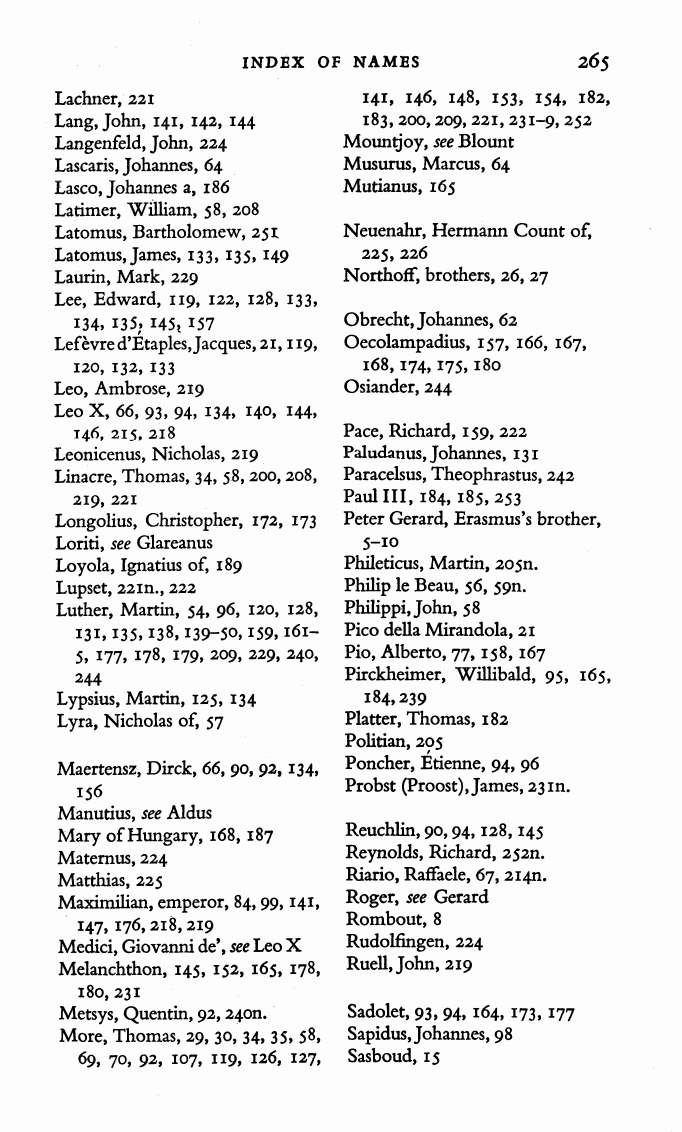 INDEX OF NAMES 265
Lachner, 221
Lang, John, 141, 142, 144
Langenfeld, John, 224
Lascaris, Johannes, 64
Lasco, Johannes a, 186
Latimer, William, 58, 208
Latomus, Bartholomew, 251
Latomus, James, 133, 135, 149
Laurin, Mark, 229
Lee, Edward, 119, 122, 128, 133,
134, 135, 145, 157
Lefèvre d'Étaples, Jacques, 21, 119,
120, 132, 133
Leo, Ambrose, 219
Leo X, 66, 93, 94, 134, 140, 144,
146, 215, 218
Leonicenus, Nicholas, 219
Linacre, Thomas, 34, 58, 200, 208,
219, 221
Longolius, Christopher, 172, 173
Loriti, see Glareanus
Loyola, Ignatius of, 189
Lupset, 221n., 222
Luther, Martin, 54, 96, 120, 128,
131, 135, 138, 139–50, 159, 161–
5, 177, 178, 179, 209, 229, 240,
244
Lypsius, Martin, 125, 134
Lyra, Nicholas of, 57
Maertensz, Dirck, 66, 90, 92, 134,
156
Manutius, see Aldus
Mary of Hungary, 168, 187
Maternus, 224
Matthias, 225
Maximilian, emperor, 84, 99, 141,
147, 176, 218, 219
Medici, Giovanni de', see Leo X
Melanchthon, 145, 152, 165, 178,
180, 231
Metsys, Quentin, 92, 240n.
More, Thomas, 29, 30, 34, 35, 58,
69, 70, 92, 107, 119, 126, 127,
141, 146, 148, 153, 154, 182,
183, 200, 209, 221, 231–9, 252
Mountjoy, see Blount
Musurus, Marcus, 64
Mutianus, 165
Neuenahr, Hermann Count of,
225, 226
Northoff, brothers, 26, 27
Obrecht, Johannes, 62
Oecolampadius, 157, 166, 167,
168, 174, 175, 180
Osiander, 244
Pace, Richard, 159, 222
Paludanus, Johannes, 131
Paracelsus, Theophrastus, 242
Paul III, 184, 185, 253
Peter Gerard, Erasmus's brother,
5–10
Phileticus, Martin, 205n.
Philip le Beau, 56, 59n.
Philippi, John, 58
Pico della Mirandola, 21
Pio, Alberto, 77, 158, 167
Pirckheimer, Willibald, 95, 165,
184, 239
Platter, Thomas, 182
Politian, 205
Poncher, Étienne, 94, 96
Probst (Proost), James, 231n.
Reuchlin, 90, 94, 128, 145
Reynolds, Richard, 252n.
Riario, Raffaele, 67, 214n.
Roger, see Gerard
Rombout, 8
Rudolfingen, 224
Ruell, John, 219
Sadolet, 93, 94, 164, 173, 177
Sapidus, Johannes, 98
Sasboud, 15